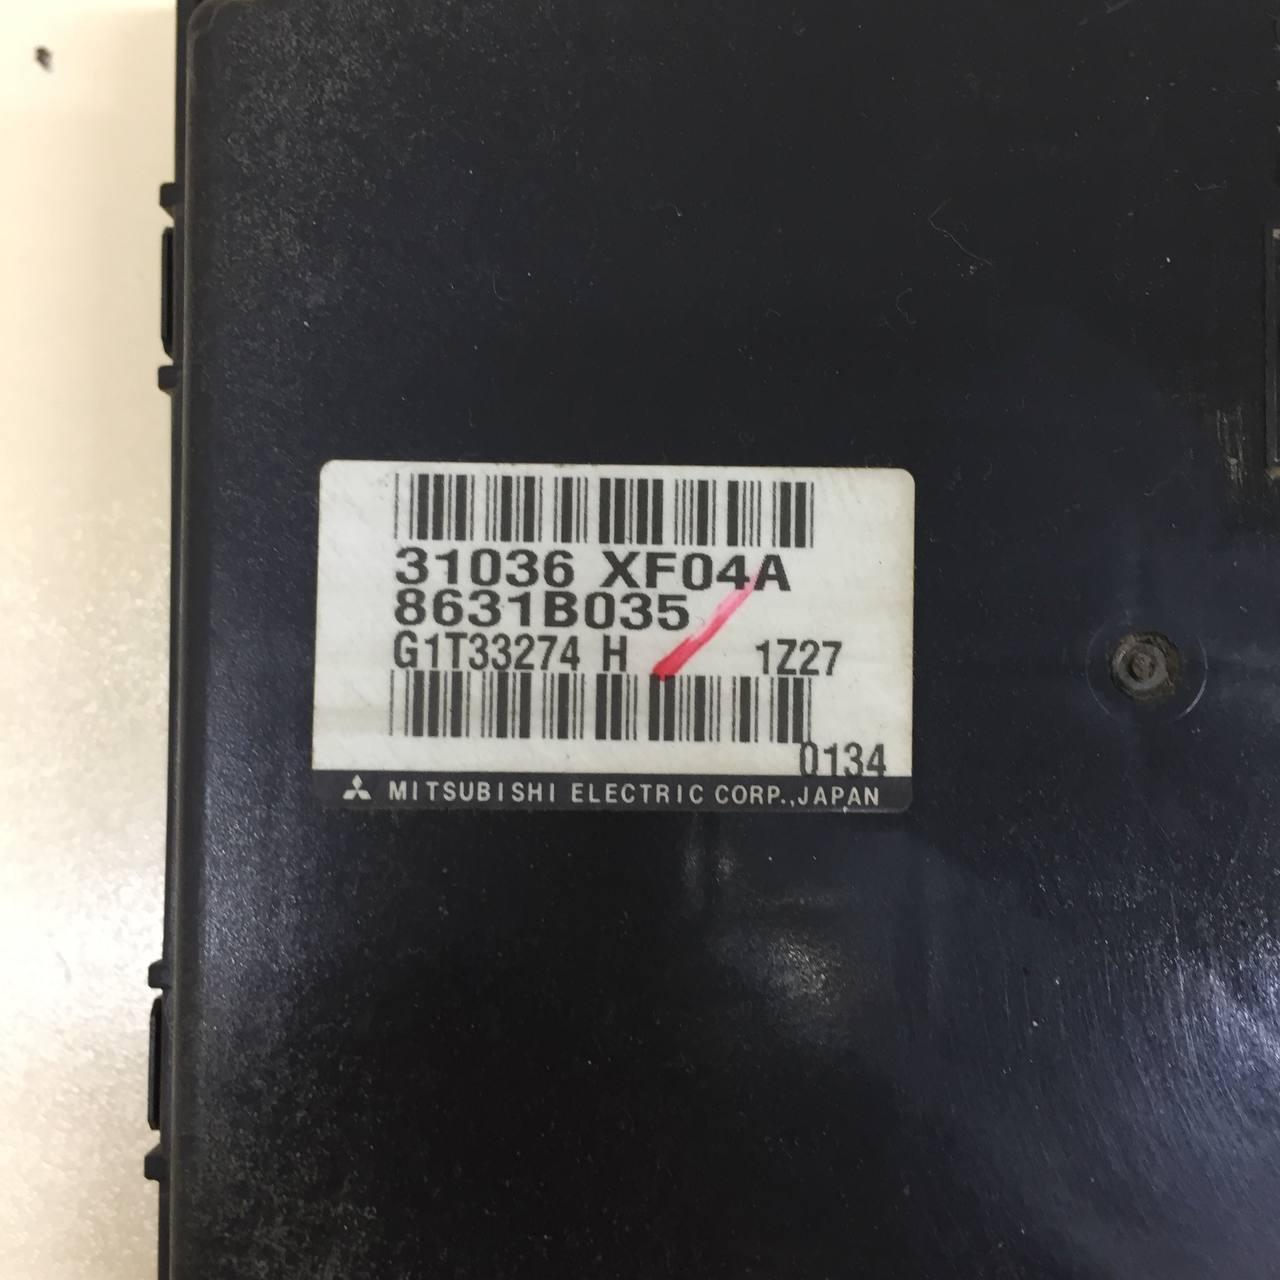 31036 XF04A
8631B035
G1T33274 H 1Z27
0134
MITSUBISHI ELECTRIC CORP.,JAPAN